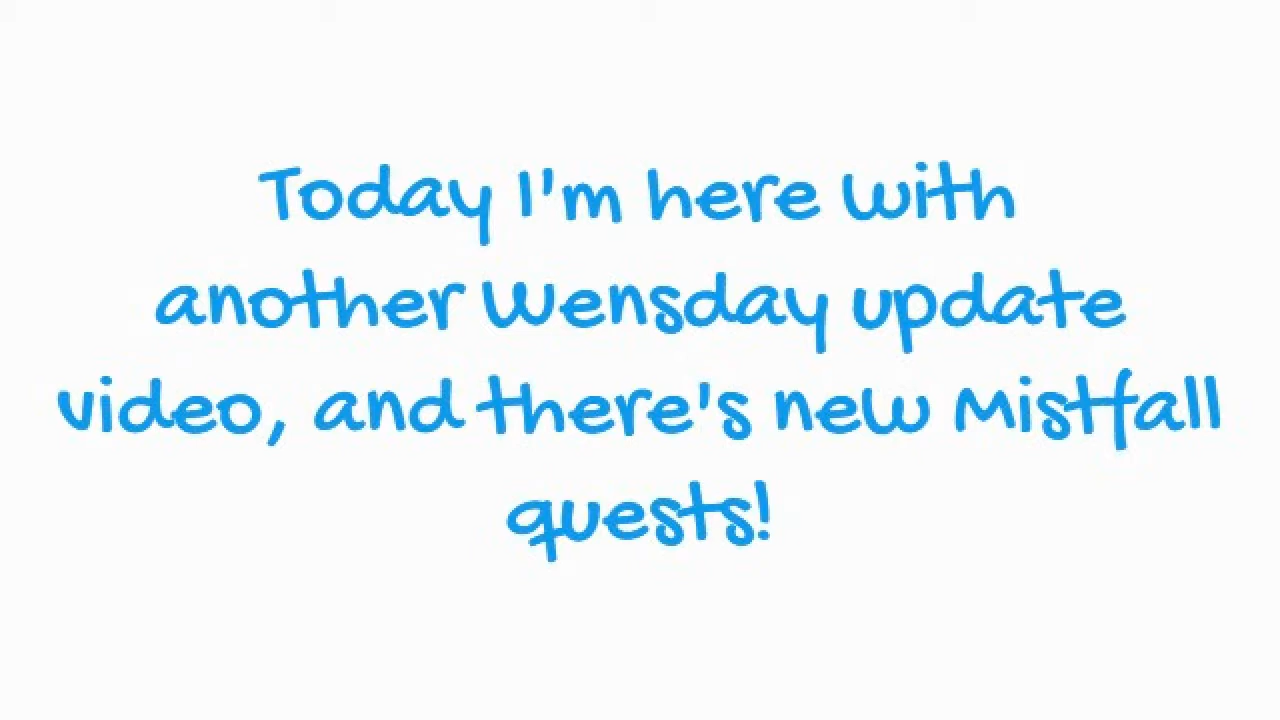 Today I'm here with
another Wensday update
video, and there's new Mistfall
quests!